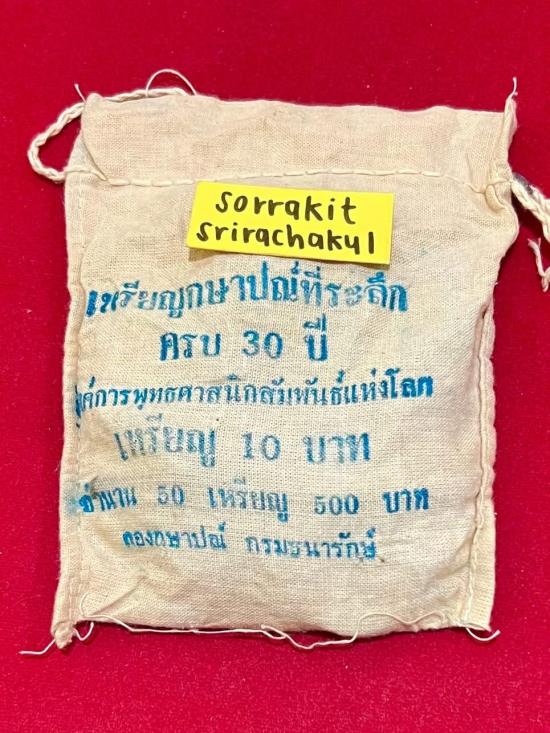 sorrakit
srirachakul
เหรียญกษาปณ์ที่ระลึก
ครบ 30 ปี
องค์การพุทธศาสนิกสัมพันธ์แห่งโลก
เหรียญ 10 บาท
จำนวน 50 เหรียญ 500 บาท
กองกษาปณ์ กรมธนารักษ์